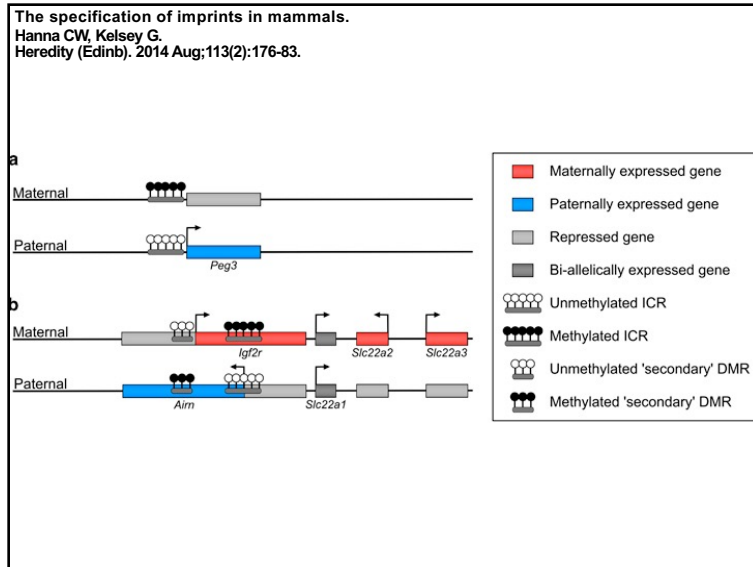 The specification of imprints in mammals.
Hanna CW, Kelsey G.
Heredity (Edinb). 2014 Aug;113(2):176-83.
a
Maternal
Paternal
Peg3
b
Maternal
Igf2r
Slc22a2
Slc22a3
Paternal
Airn
Slc22a1
Maternally expressed gene
Paternally expressed gene
Repressed gene
Bi-allelically expressed gene
Unmethylated ICR
Methylated ICR
Unmethylated 'secondary' DMR
Methylated 'secondary' DMR